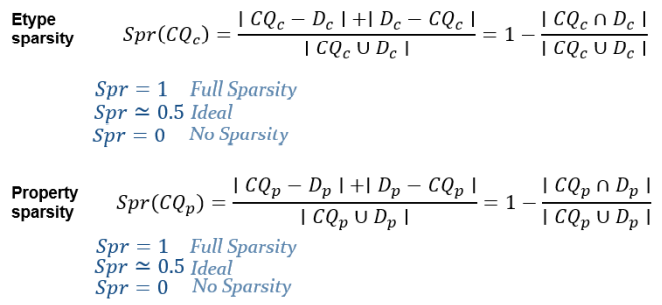 Etype sparsity Spr(CQ_c) = | CQ_c − D_c | +| D_c − CQ_c | / | CQ_c ∪ D_c | = 1 − | CQ_c ∩ D_c | / | CQ_c ∪ D_c |
Spr = 1 Full Sparsity
Spr ≃ 0.5 Ideal
Spr = 0 No Sparsity
Property sparsity Spr(CQ_p) = | CQ_p − D_p | +| D_p − CQ_p | / | CQ_p ∪ D_p | = 1 − | CQ_p ∩ D_p | / | CQ_p ∪ D_p |
Spr = 1 Full Sparsity
Spr ≃ 0.5 Ideal
Spr = 0 No Sparsity